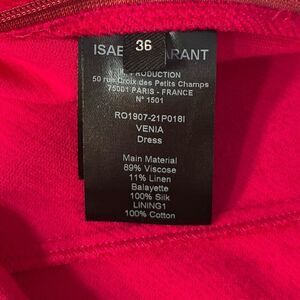 36
ISAB ARANT
PRODUCTION
50 rue Croix des Petits Champs
75001 PARIS - FRANCE
N° 1501
RO1907-21P018I
VENIA
Dress
Main Material
89% Viscose
11% Linen
Balayette
100% Silk
LINING1
100% Cotton